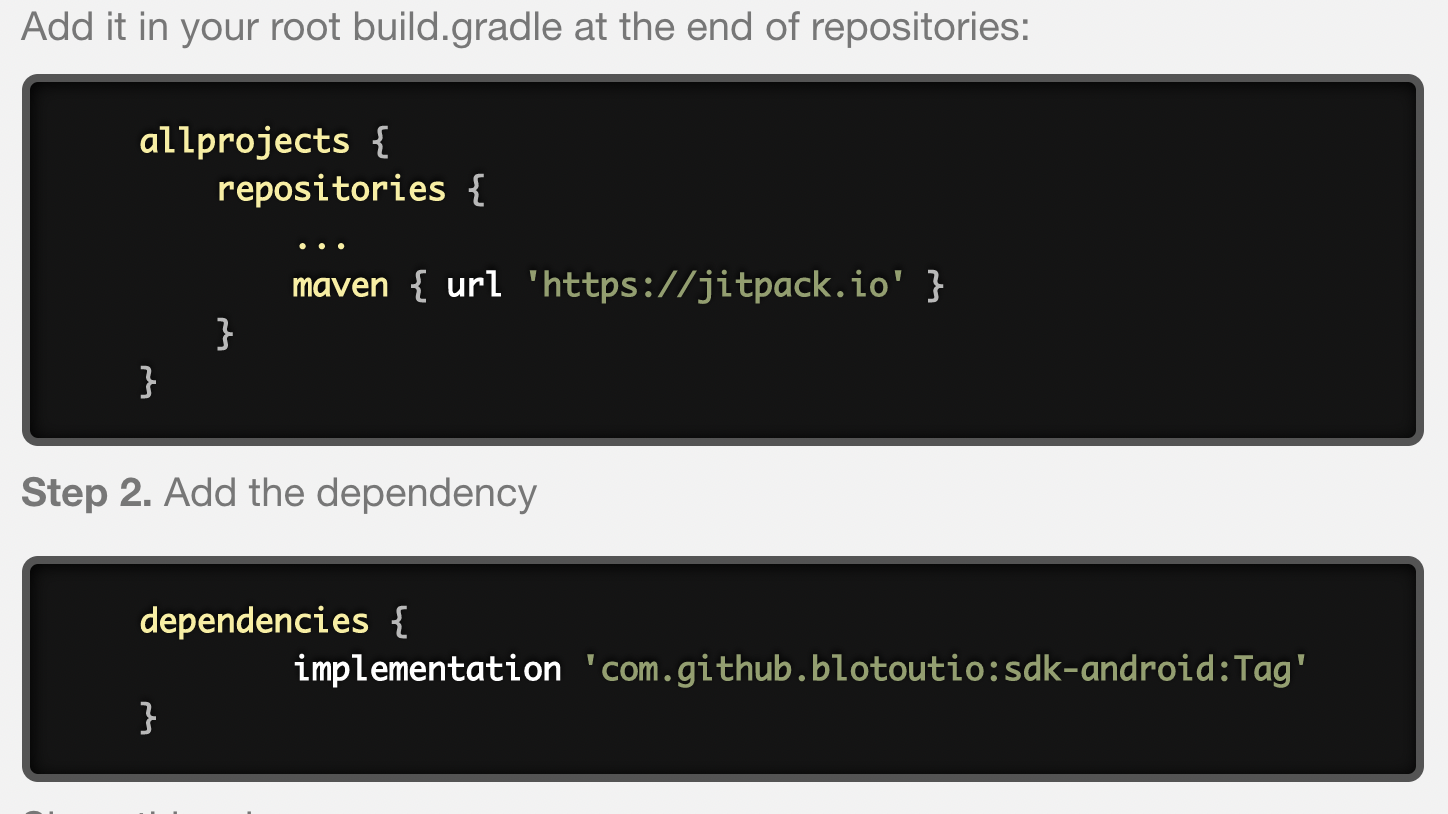 Add it in your root build.gradle at the end of repositories:
allprojects {
repositories {
...
maven { url 'https://jitpack.io' }
}
}
Step 2. Add the dependency
dependencies {
implementation 'com.github.blotoutio:sdk-android:Tag'
}